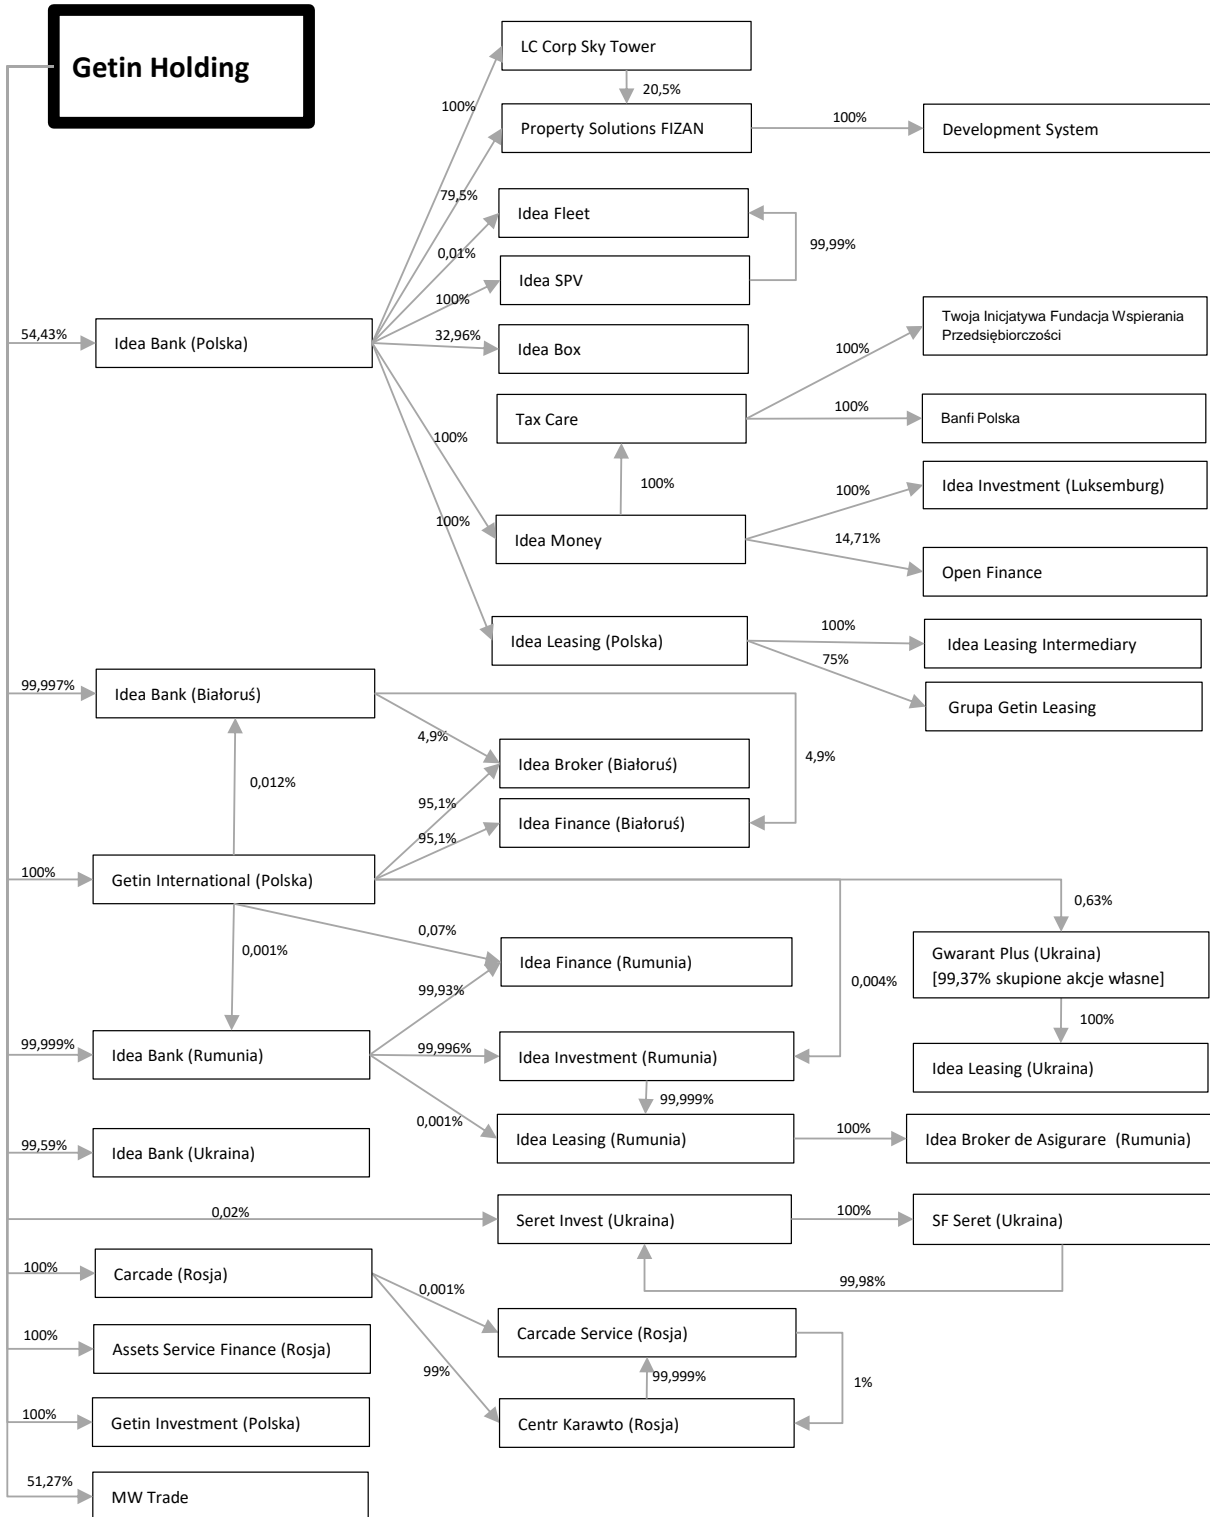 Getin Holding
LC Corp Sky Tower
20,5%
100%
Property Solutions FIZAN
100%
Development System
79,5%
Idea Fleet
0,01%
99,99%
Idea SPV
100%
54,43%
Idea Bank (Polska)
32,96%
Idea Box
Twoja Inicjatywa Fundacja Wspierania
Przedsiębiorczości
100%
Tax Care
100%
Banfi Polska
100%
100%
Idea Investment (Luksemburg)
100%
100%
Idea Money
14,71%
Open Finance
Idea Leasing (Polska)
100%
Idea Leasing Intermediary
75%
Grupa Getin Leasing
99,997%
Idea Bank (Białoruś)
4,9%
Idea Broker (Białoruś)
4,9%
0,012%
95,1%
Idea Finance (Białoruś)
95,1%
100%
Getin International (Polska)
0,63%
0,07%
0,001%
Idea Finance (Rumunia)
Gwarant Plus (Ukraina)
[99,37% skupione akcje własne]
0,004%
99,93%
100%
99,999%
Idea Bank (Rumunia)
99,996%
Idea Investment (Rumunia)
Idea Leasing (Ukraina)
99,999%
0,001%
Idea Leasing (Rumunia)
100%
Idea Broker de Asigurare (Rumunia)
99,59%
Idea Bank (Ukraina)
0,02%
Seret Invest (Ukraina)
100%
SF Seret (Ukraina)
99,98%
100%
Carcade (Rosja)
0,001%
Carcade Service (Rosja)
100%
Assets Service Finance (Rosja)
99%
99,999%
1%
100%
Getin Investment (Polska)
Centr Karawto (Rosja)
51,27%
MW Trade